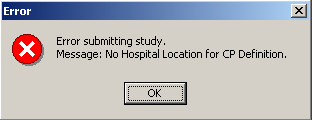 Error
Error submitting study.
Message: No Hospital Location for CP Definition.
OK